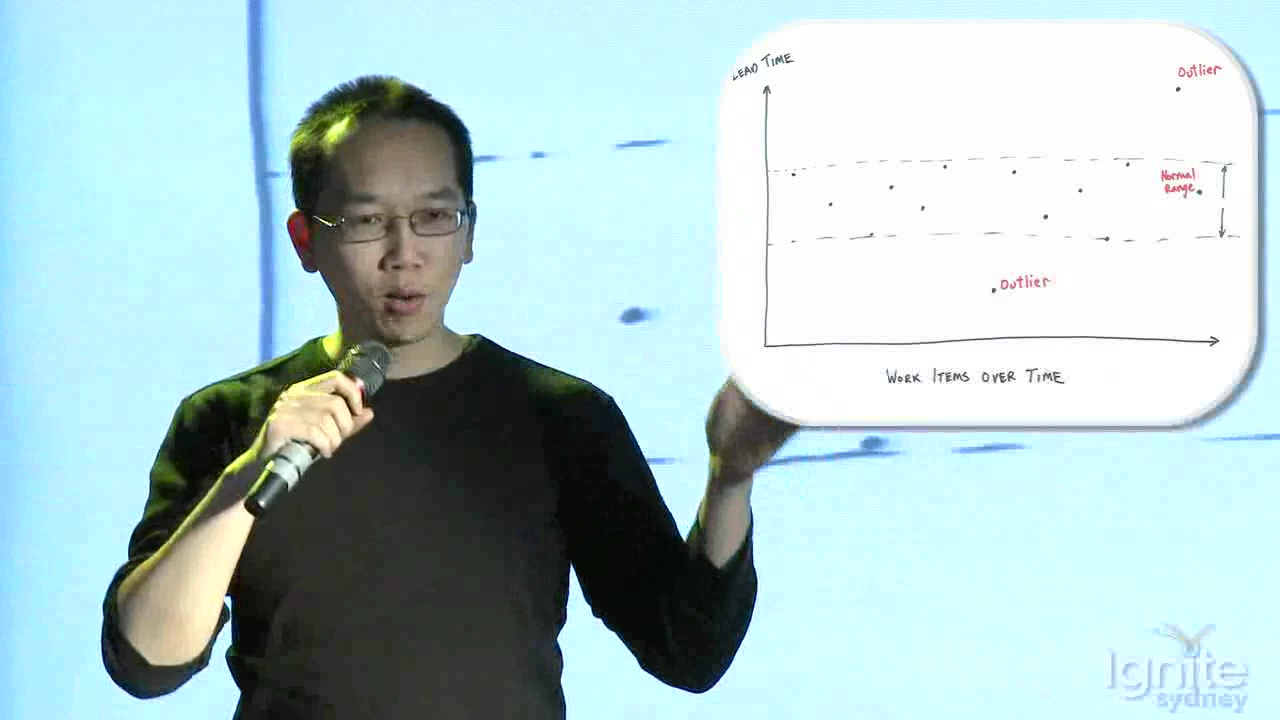 LEAD TIME
Outlier
Normal
Range
Outlier
WORK ITEMS OVER TIME
Ignite
sydney